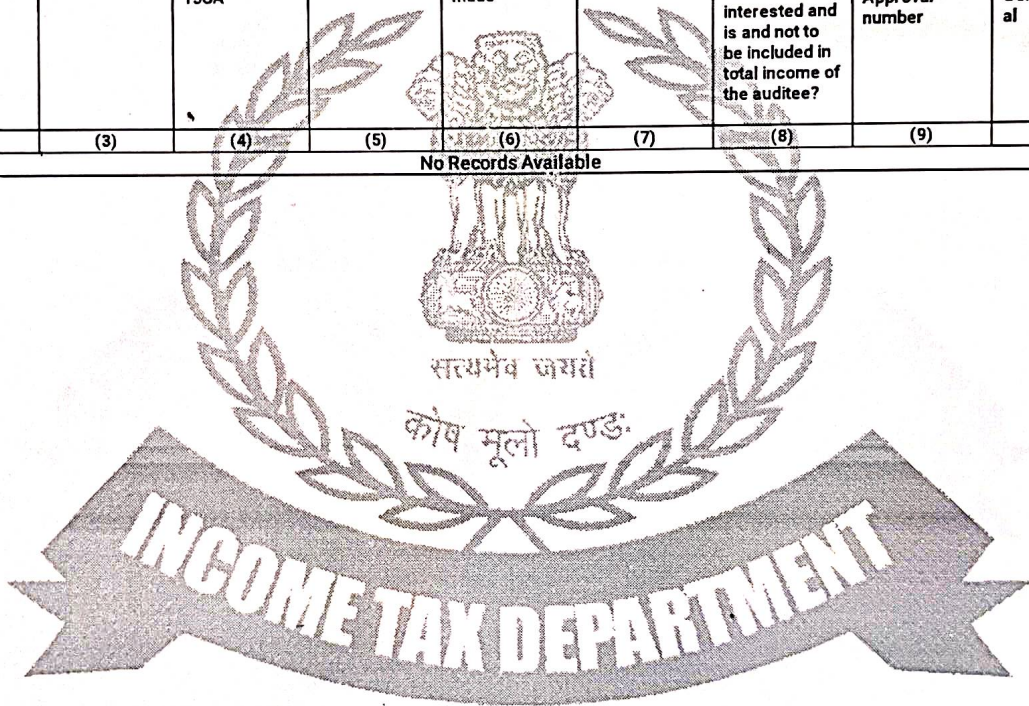 interested and
is and not to
be included in
total income of
the auditee?
number
al
(3) (4) (5) (6) (7) (8) (9)
No Records Available
सत्यमेव जयते
कोष मूलो दण्डः
INCOME TAX DEPARTMENT